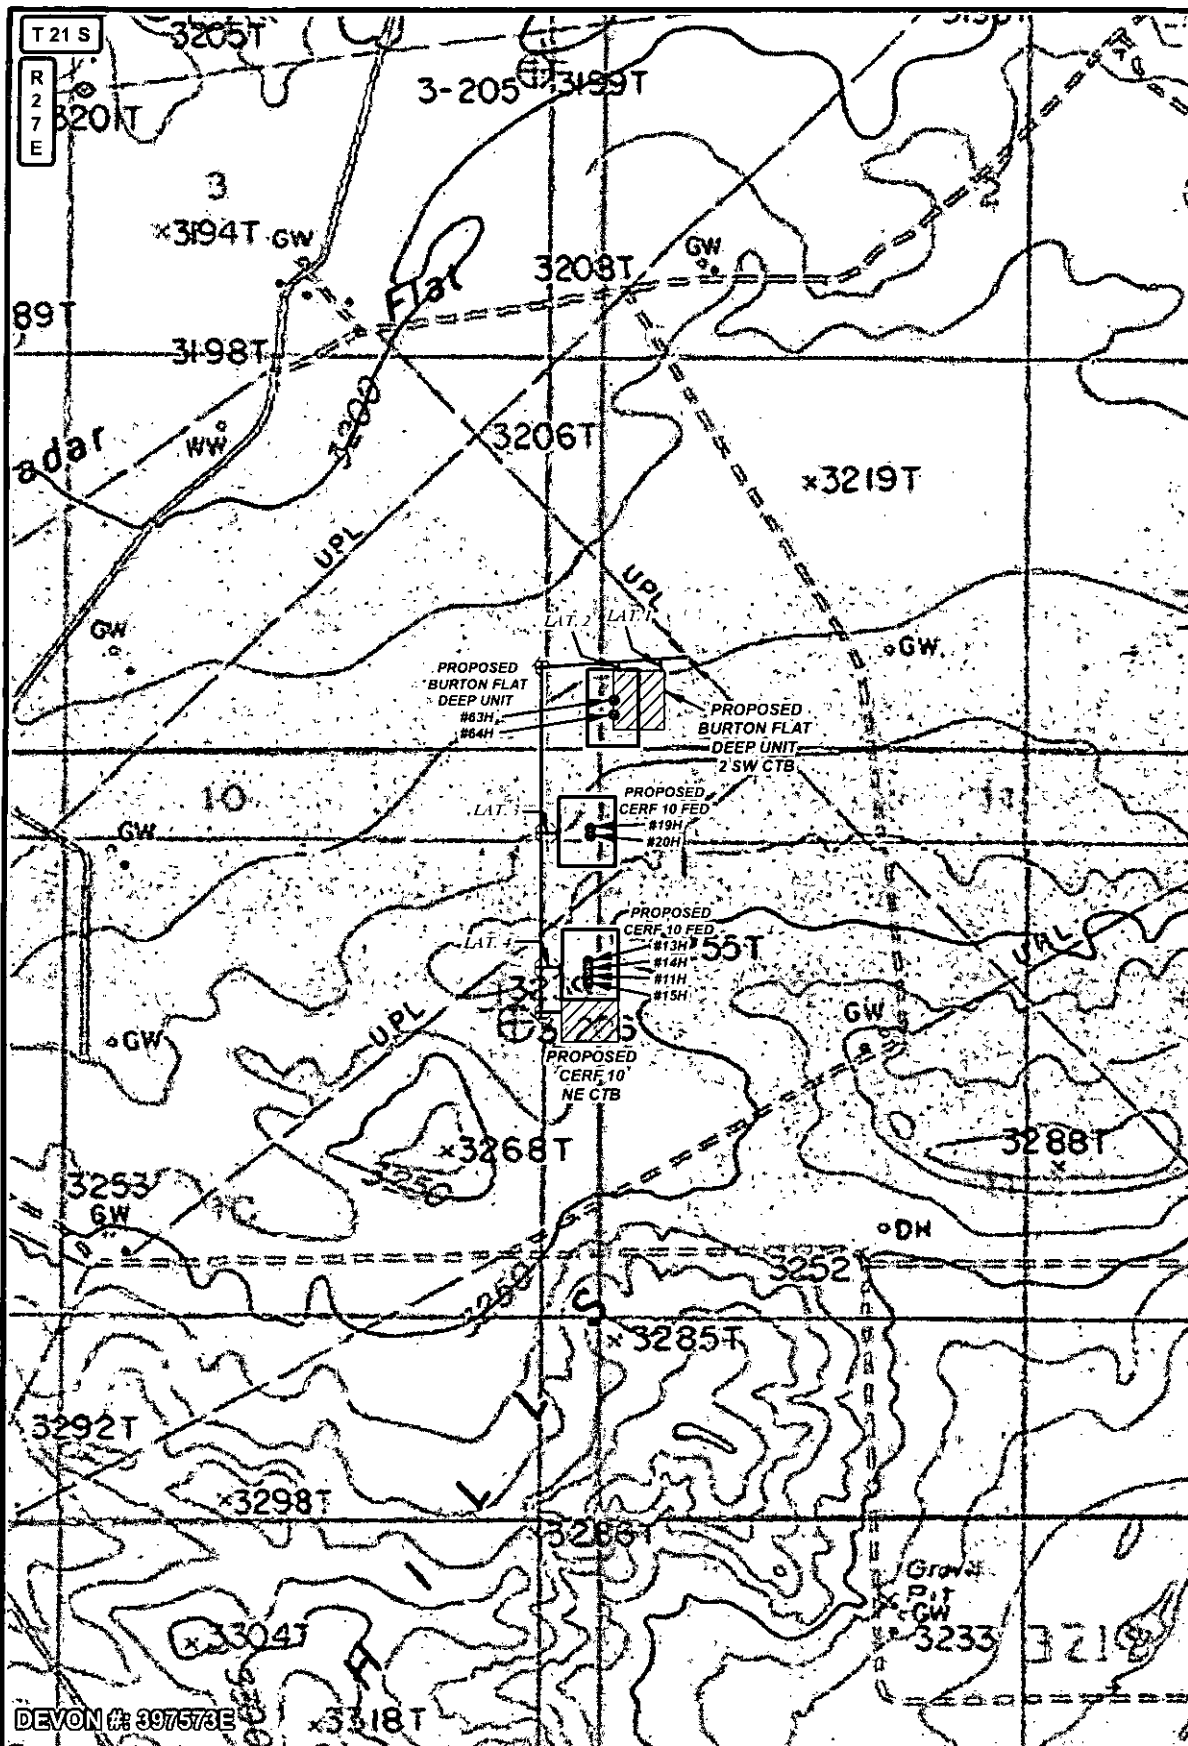 T 21 S
3205T
R
2
7
E
3201T
3-205
3199T
3
×3194T
GW
2
GW
3208T
Flat
89T
3198T
3200
adar
WW
3206T
×3219T
UPL
UPL
GW
GW
LAT. 2
LAT. 1
PROPOSED
BURTON FLAT
DEEP UNIT
#63H
#64H
PROPOSED
BURTON FLAT
DEEP UNIT
2 SW CTB
10
GW
LAT. 3
PROPOSED
CERF 10 FED
#19H
#20H
11
LAT. 4
PROPOSED
CERF 10 FED
#13H
#14H
#11H
#15H
55T
UPL
GW
UPL
GW
PROPOSED
CERF 10
NE CTB
×3268T
3250
3288T
3253
GW
DH
3252
3250
S
×3285T
L
3292T
L
×3298T
3286T
I
Pit
GW
×3304T
3233
H
DEVON #: 397573E
×3318T